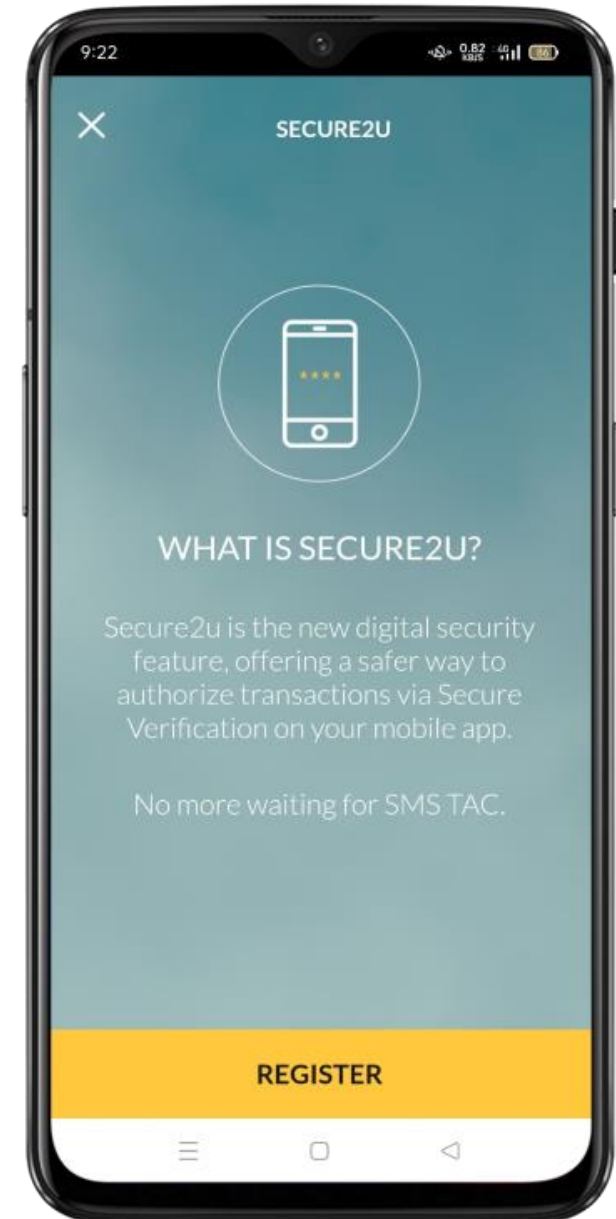 9:22
0.82
KB/S
4G
86
SECURE2U
****
WHAT IS SECURE2U?
Secure2u is the new digital security
feature, offering a safer way to
authorize transactions via Secure
Verification on your mobile app.
No more waiting for SMS TAC.
REGISTER